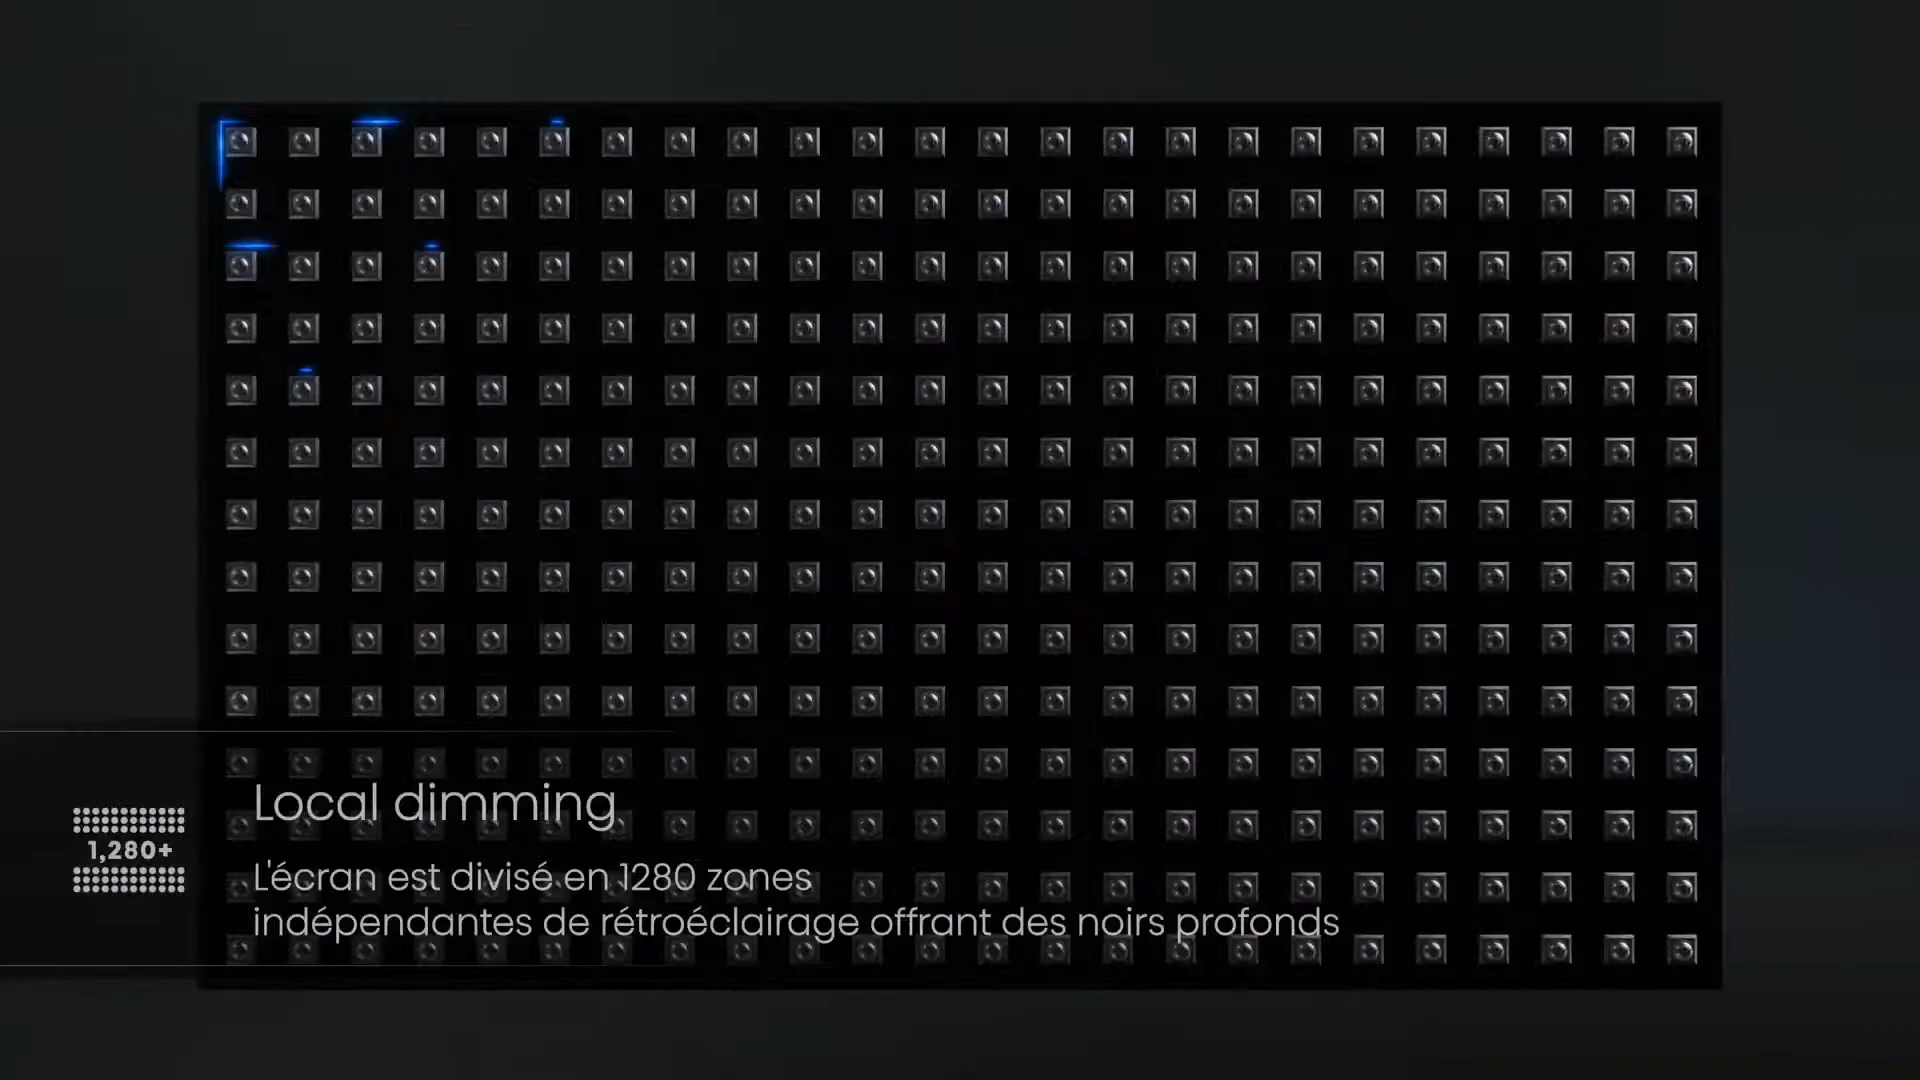 Local dimming
1,280+
L'écran est divisé en 1280 zones
indépendantes de rétroéclairage offrant des noirs profonds